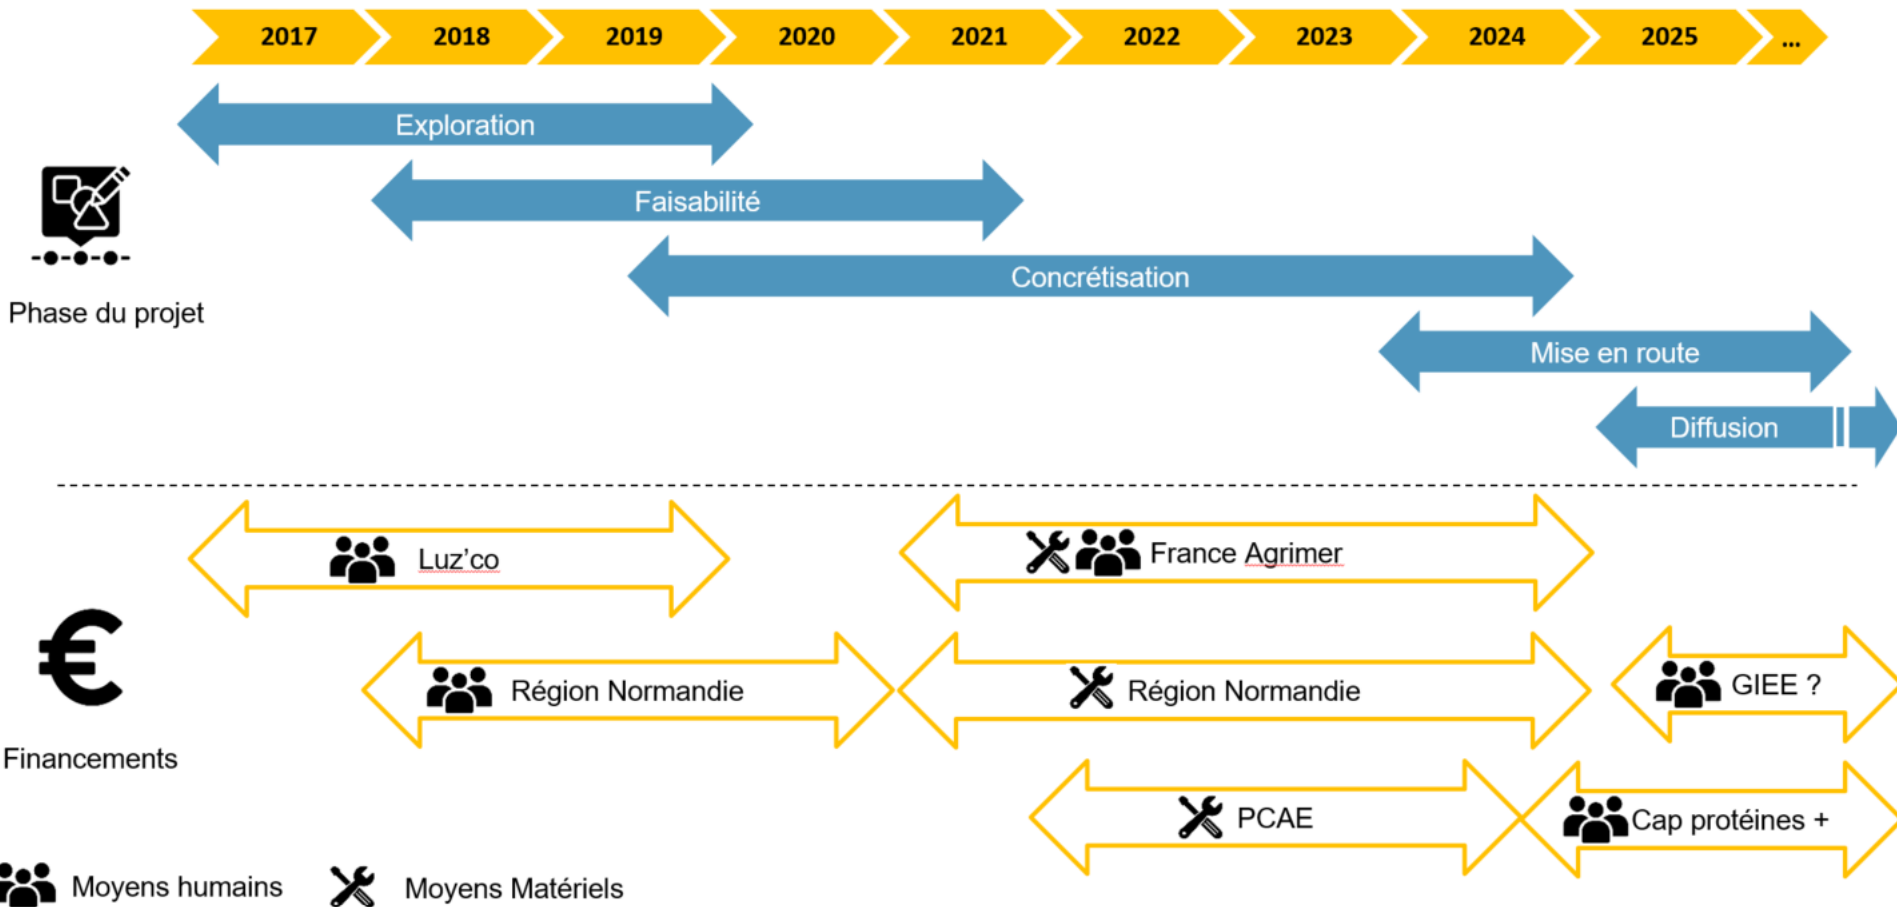 2017 2018 2019 2020 2021 2022 2023 2024 2025 ...
Exploration
Faisabilité
Concrétisation
Phase du projet
Mise en route
Diffusion
Luz'co
France Agrimer
Région Normandie
Région Normandie
GIEE ?
Financements
PCAE
Cap protéines +
Moyens humains
Moyens Matériels